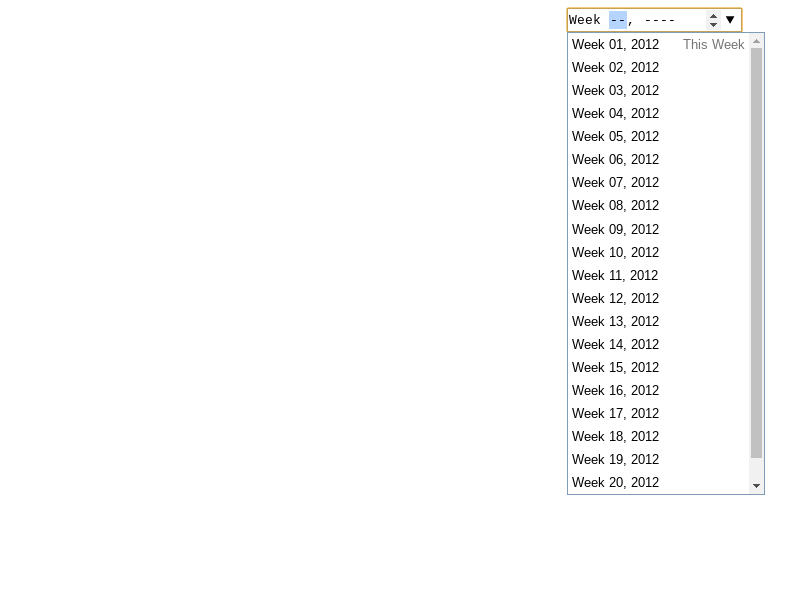 Week --, ----
Week 01, 2012 This Week
Week 02, 2012
Week 03, 2012
Week 04, 2012
Week 05, 2012
Week 06, 2012
Week 07, 2012
Week 08, 2012
Week 09, 2012
Week 10, 2012
Week 11, 2012
Week 12, 2012
Week 13, 2012
Week 14, 2012
Week 15, 2012
Week 16, 2012
Week 17, 2012
Week 18, 2012
Week 19, 2012
Week 20, 2012